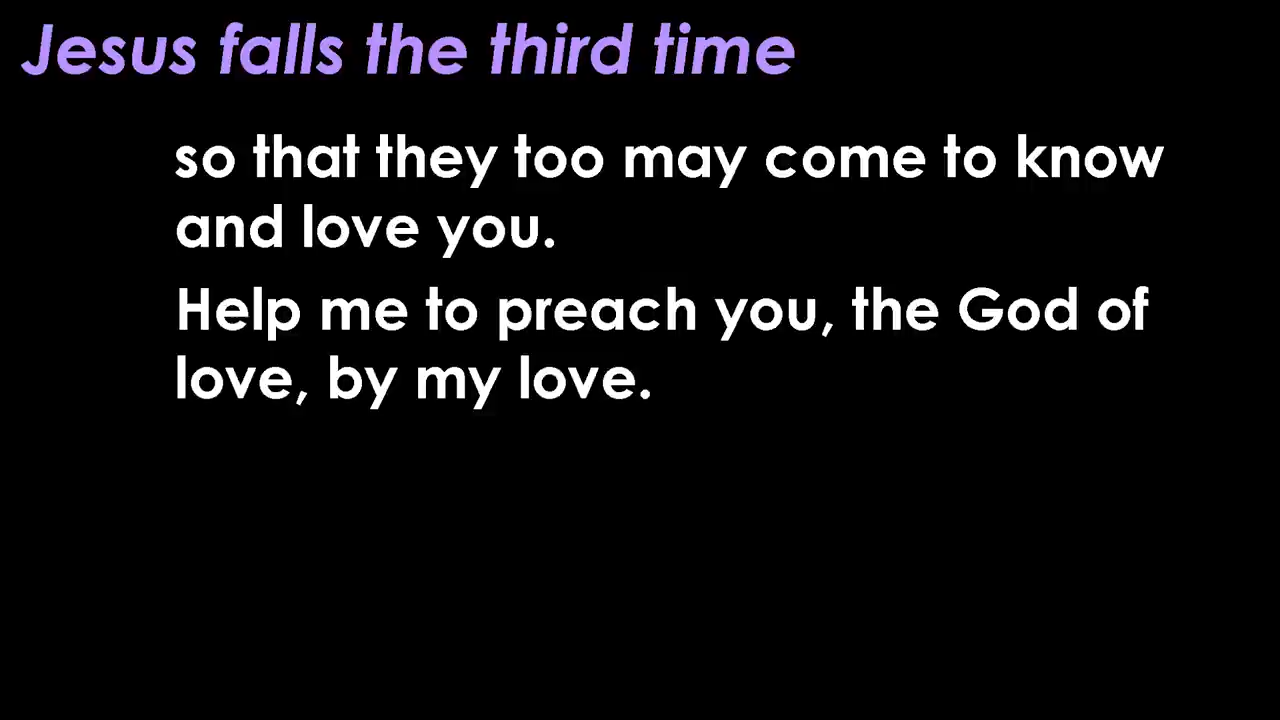 Jesus falls the third time
so that they too may come to know
and love you.
Help me to preach you, the God of
love, by my love.